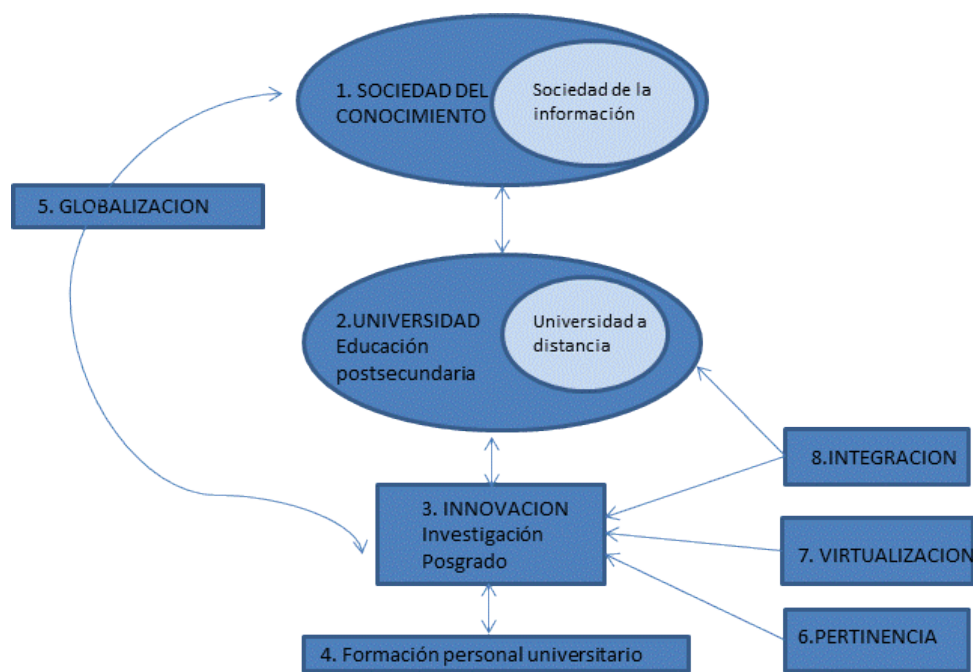 1. SOCIEDAD DEL
CONOCIMIENTO
Sociedad de la
información
5. GLOBALIZACION
2.UNIVERSIDAD
Educación
postsecundaria
Universidad a
distancia
8.INTEGRACION
3. INNOVACION
Investigación
Posgrado
7. VIRTUALIZACION
6.PERTINENCIA
4. Formación personal universitario